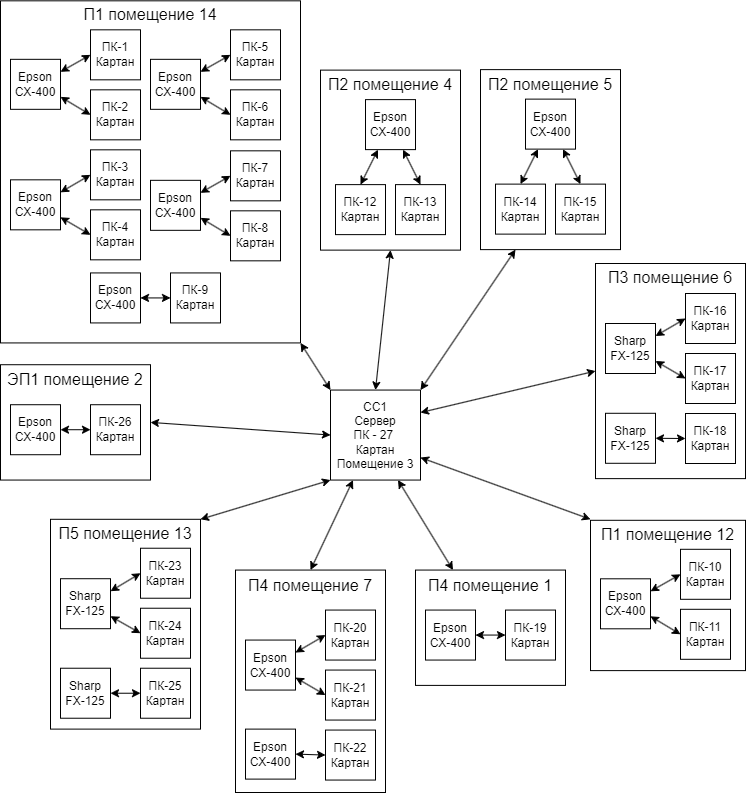 П1 помещение 14
Epson
CX-400
ПК-1
Картан
ПК-2
Картан
Epson
CX-400
ПК-5
Картан
ПК-6
Картан
Epson
CX-400
ПК-3
Картан
ПК-4
Картан
Epson
CX-400
ПК-7
Картан
ПК-8
Картан
Epson
CX-400
ПК-9
Картан
П2 помещение 4
Epson
CX-400
ПК-12
Картан
ПК-13
Картан
П2 помещение 5
Epson
CX-400
ПК-14
Картан
ПК-15
Картан
П3 помещение 6
Sharp
FX-125
ПК-16
Картан
ПК-17
Картан
Sharp
FX-125
ПК-18
Картан
ЭП1 помещение 2
Epson
CX-400
ПК-26
Картан
СС1
Сервер
ПК - 27
Картан
Помещение 3
П5 помещение 13
Sharp
FX-125
ПК-23
Картан
ПК-24
Картан
Sharp
FX-125
ПК-25
Картан
П4 помещение 7
Epson
CX-400
ПК-20
Картан
ПК-21
Картан
Epson
CX-400
ПК-22
Картан
П4 помещение 1
Epson
CX-400
ПК-19
Картан
П1 помещение 12
Epson
CX-400
ПК-10
Картан
ПК-11
Картан